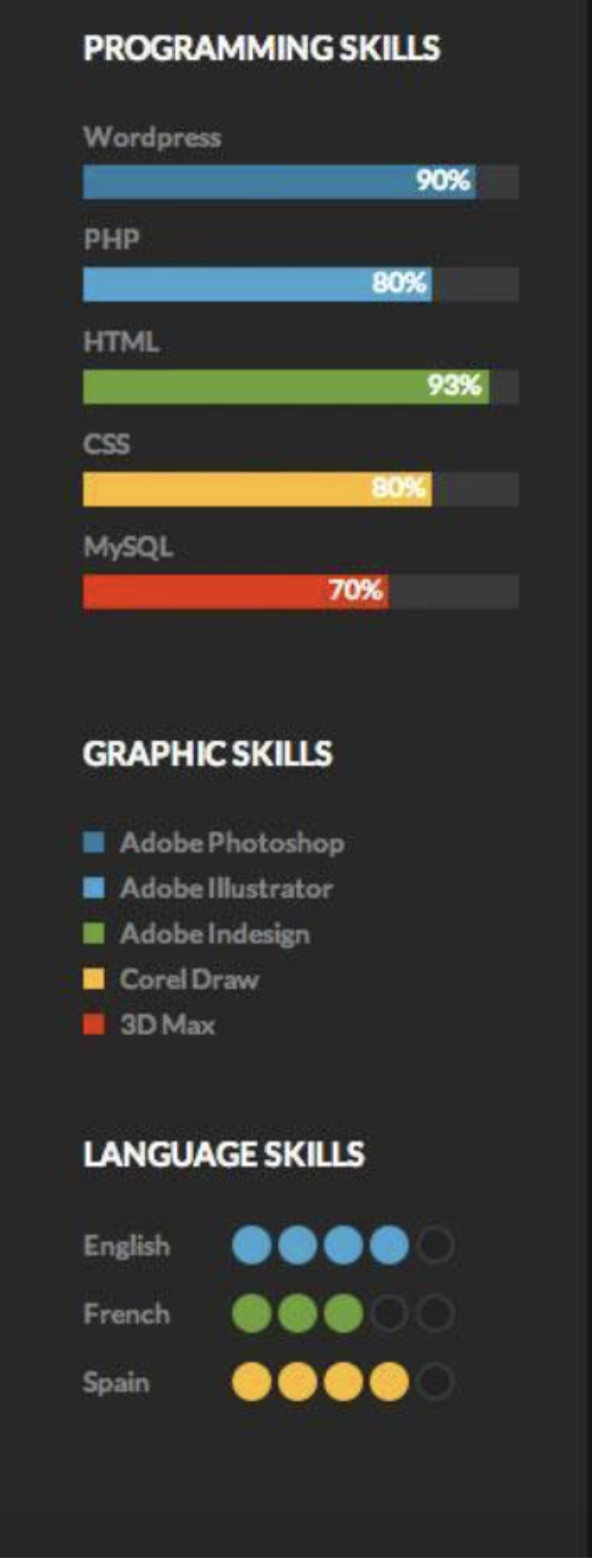 PROGRAMMING SKILLS
Wordpress
90%
PHP
80%
HTML
93%
CSS
80%
MySQL
70%
GRAPHIC SKILLS
Adobe Photoshop
Adobe Illustrator
Adobe Indesign
Corel Draw
3D Max
LANGUAGE SKILLS
English
French
Spain